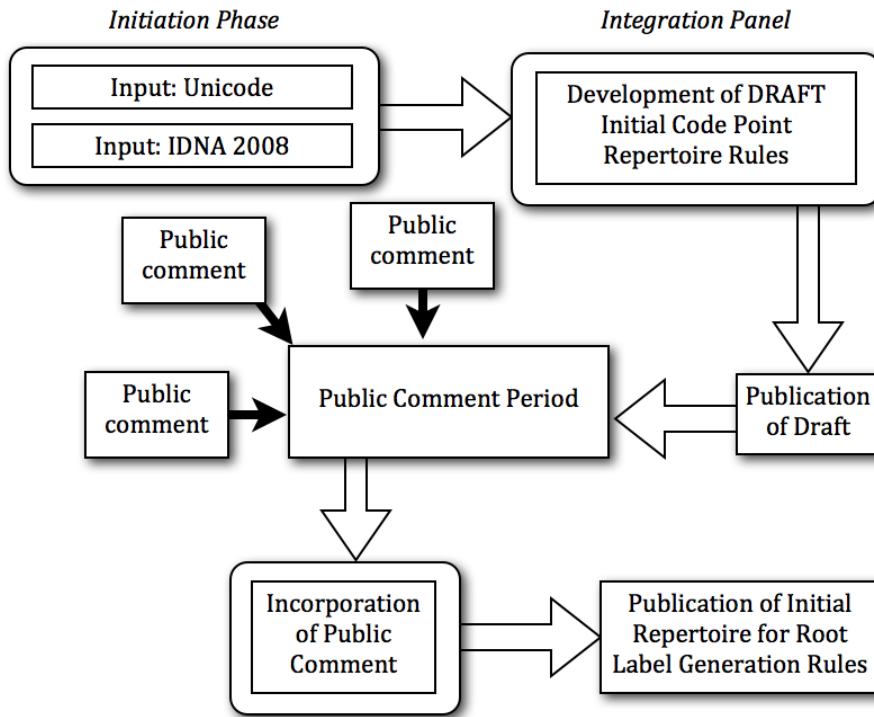 Initiation Phase
Integration Panel
Input: Unicode
Input: IDNA 2008
Development of DRAFT
Initial Code Point
Repertoire Rules
Public
comment
Public
comment
Public
comment
Public Comment Period
Publication
of Draft
Incorporation
of Public
Comment
Publication of Initial
Repertoire for Root
Label Generation Rules